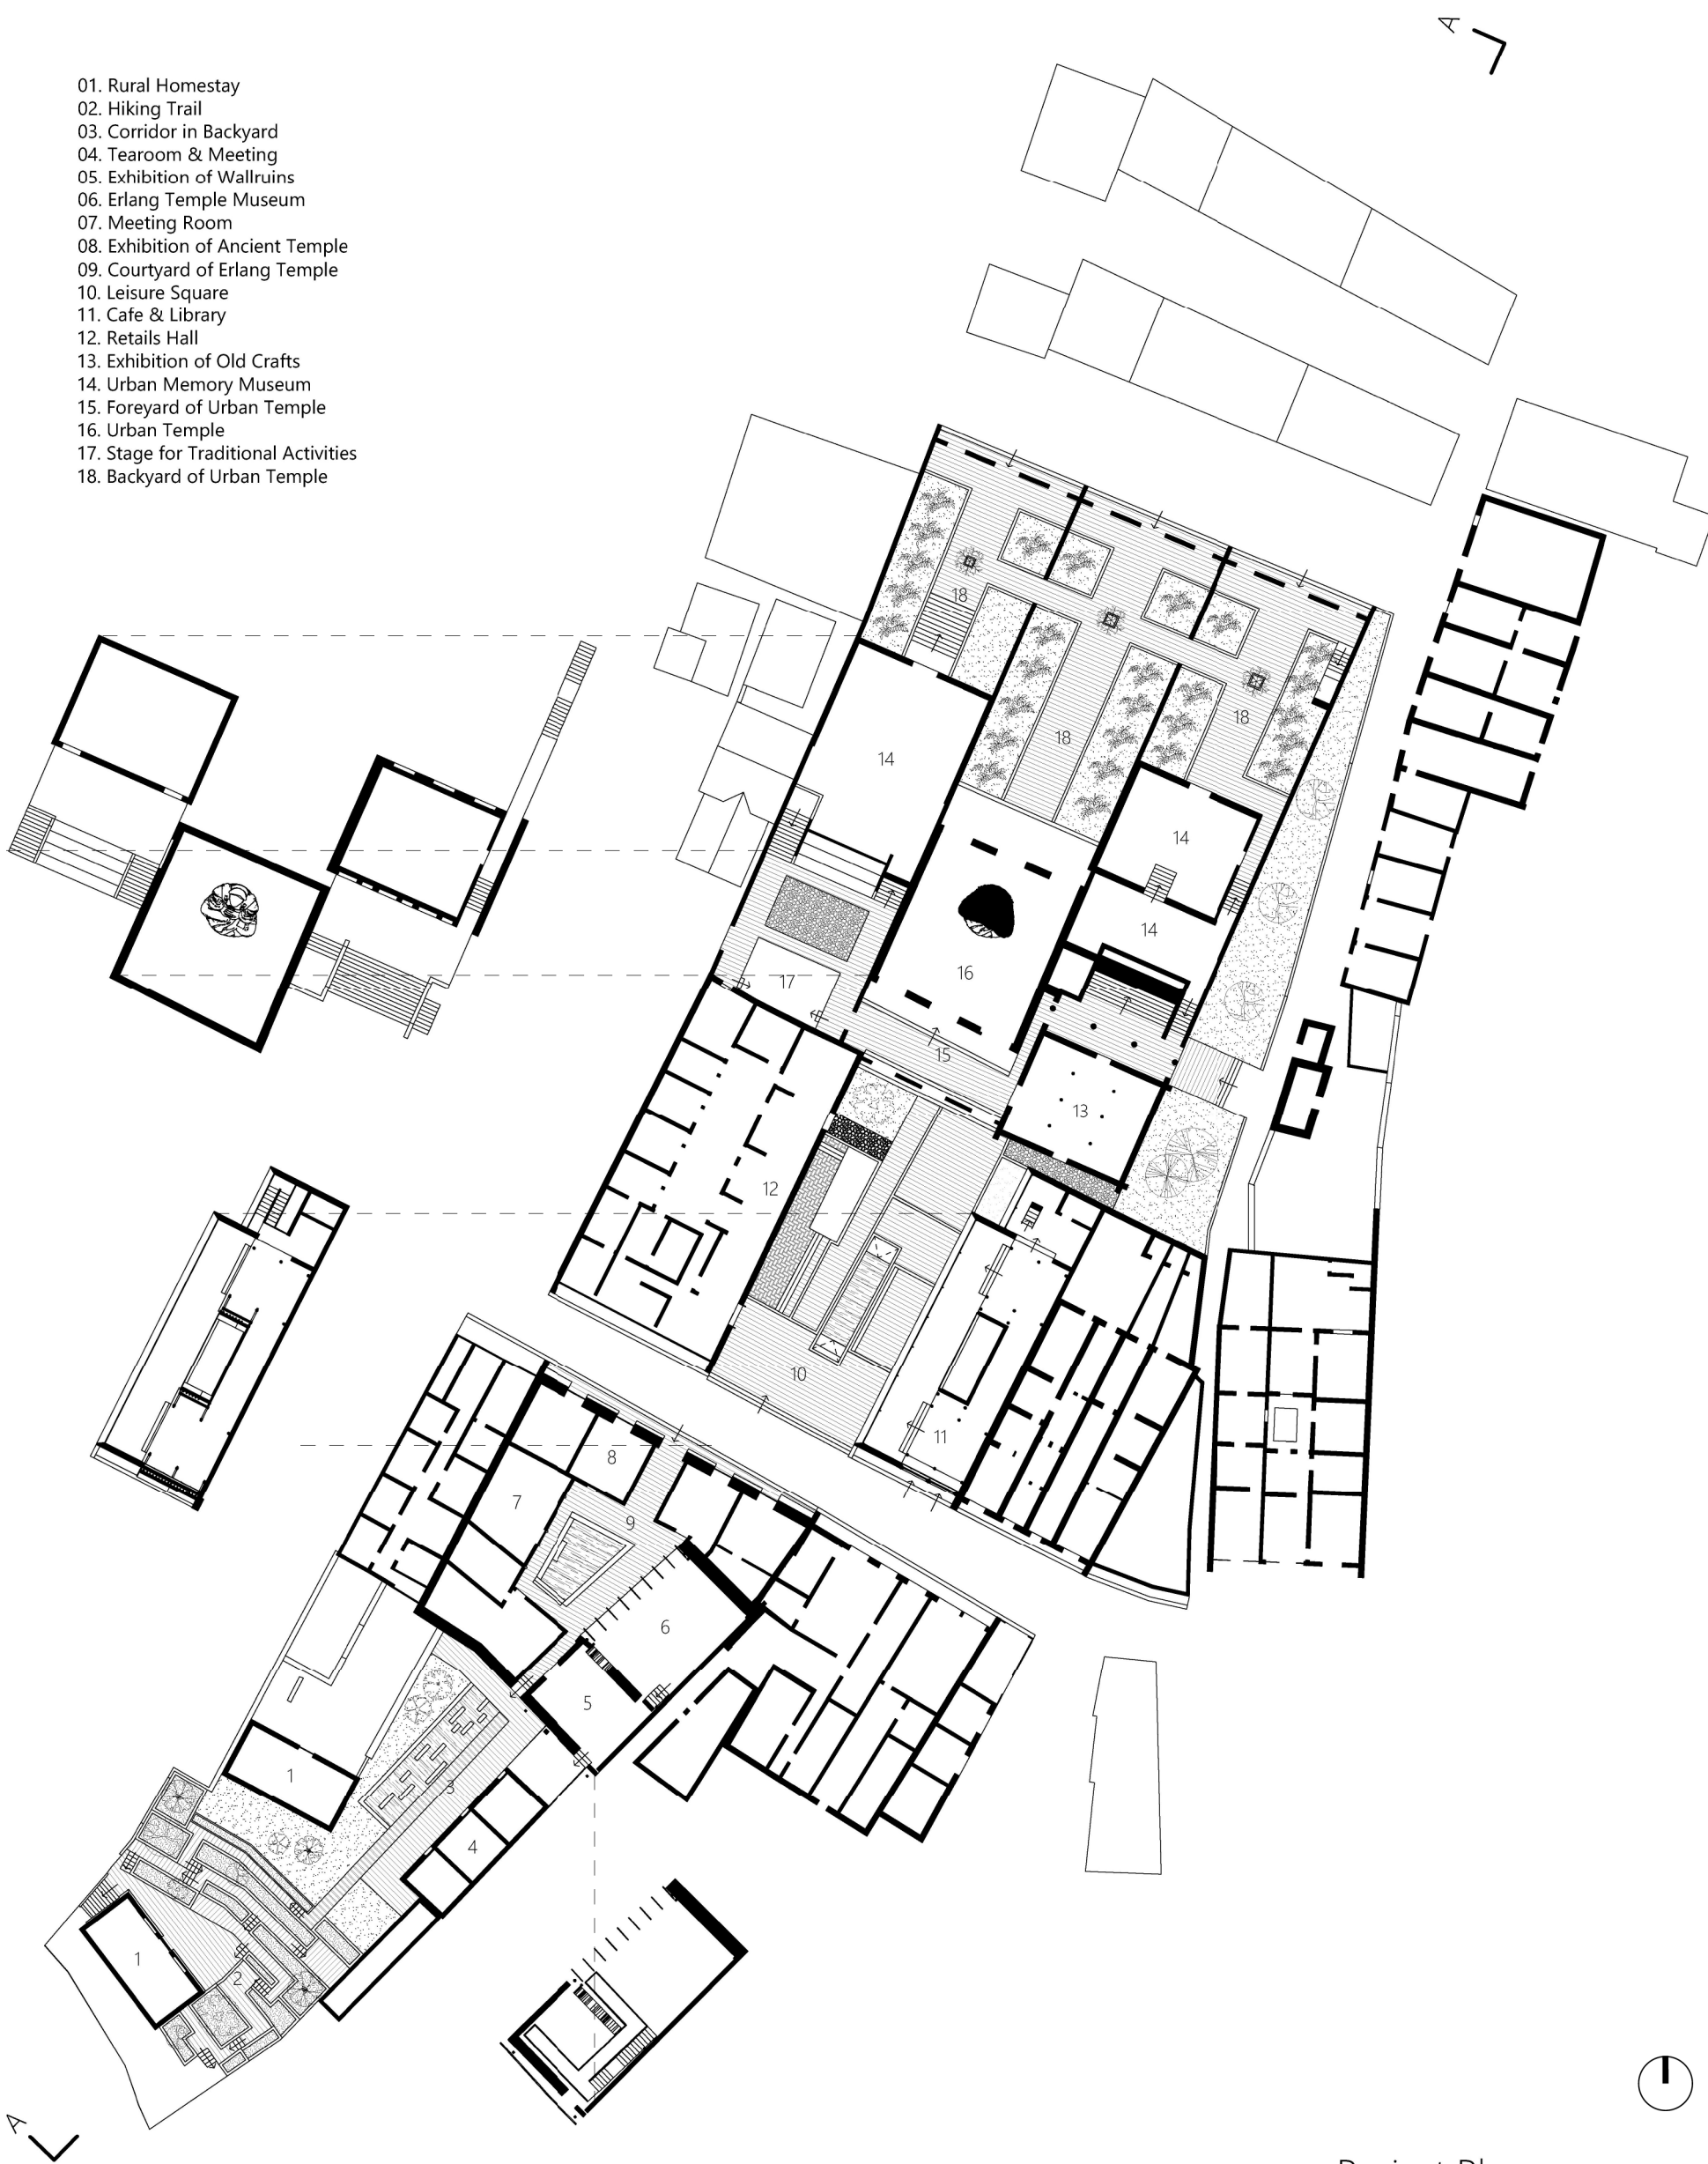 A
01. Rural Homestay
02. Hiking Trail
03. Corridor in Backyard
04. Tearoom & Meeting
05. Exhibition of Wallruins
06. Erlang Temple Museum
07. Meeting Room
08. Exhibition of Ancient Temple
09. Courtyard of Erlang Temple
10. Leisure Square
11. Cafe & Library
12. Retails Hall
13. Exhibition of Old Crafts
14. Urban Memory Museum
15. Foreyard of Urban Temple
16. Urban Temple
17. Stage for Traditional Activities
18. Backyard of Urban Temple
18
18
18
14
14
14
16
17
15
13
12
10
11
8
7
9
6
5
1
3
4
1
2
A